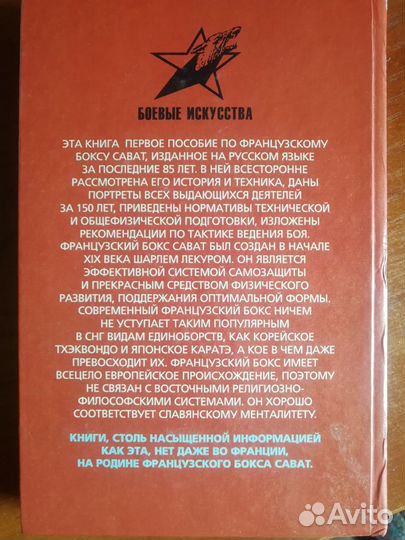 БОЕВЫЕ ИСКУССТВА
ЭТА КНИГА ПЕРВОЕ ПОСОБИЕ ПО ФРАНЦУЗСКОМУ
БОКСУ САВАТ, ИЗДАННОЕ НА РУССКОМ ЯЗЫКЕ
ЗА ПОСЛЕДНИЕ 85 ЛЕТ. В НЕЙ ВСЕСТОРОННЕ
РАССМОТРЕНА ЕГО ИСТОРИЯ И ТЕХНИКА, ДАНЫ
ПОРТРЕТЫ ВСЕХ ВЫДАЮЩИХСЯ ДЕЯТЕЛЕЙ
ЗА 150 ЛЕТ, ПРИВЕДЕНЫ НОРМАТИВЫ ТЕХНИЧЕСКОЙ
И ОБЩЕФИЗИЧЕСКОЙ ПОДГОТОВКИ, ИЗЛОЖЕНЫ
РЕКОМЕНДАЦИИ ПО ТАКТИКЕ ВЕДЕНИЯ БОЯ.
ФРАНЦУЗСКИЙ БОКС САВАТ БЫЛ СОЗДАН В НАЧАЛЕ
XIX ВЕКА ШАРЛЕМ ЛЕКУРОМ. ОН ЯВЛЯЕТСЯ
ЭФФЕКТИВНОЙ СИСТЕМОЙ САМОЗАЩИТЫ
И ПРЕКРАСНЫМ СРЕДСТВОМ ФИЗИЧЕСКОГО
РАЗВИТИЯ, ПОДДЕРЖАНИЯ ОПТИМАЛЬНОЙ ФОРМЫ.
СОВРЕМЕННЫЙ ФРАНЦУЗСКИЙ БОКС НИЧЕМ
НЕ УСТУПАЕТ ТАКИМ ПОПУЛЯРНЫМ
В СНГ ВИДАМ ЕДИНОБОРСТВ, КАК КОРЕЙСКОЕ
ТХЭКВОНДО И ЯПОНСКОЕ КАРАТЭ, А КОЕ В ЧЕМ ДАЖЕ
ПРЕВОСХОДИТ ИХ. ФРАНЦУЗСКИЙ БОКС ИМЕЕТ
ВСЕЦЕЛО ЕВРОПЕЙСКОЕ ПРОИСХОЖДЕНИЕ, ПОЭТОМУ
НЕ СВЯЗАН С ВОСТОЧНЫМИ РЕЛИГИОЗНО-
ФИЛОСОФСКИМИ СИСТЕМАМИ. ОН ХОРОШО
СООТВЕТСТВУЕТ СЛАВЯНСКОМУ МЕНТАЛИТЕТУ.
КНИГИ, СТОЛЬ НАСЫЩЕННОЙ ИНФОРМАЦИЕЙ
КАК ЭТА, НЕТ ДАЖЕ ВО ФРАНЦИИ,
НА РОДИНЕ ФРАНЦУЗСКОГО БОКСА САВАТ.
Avito